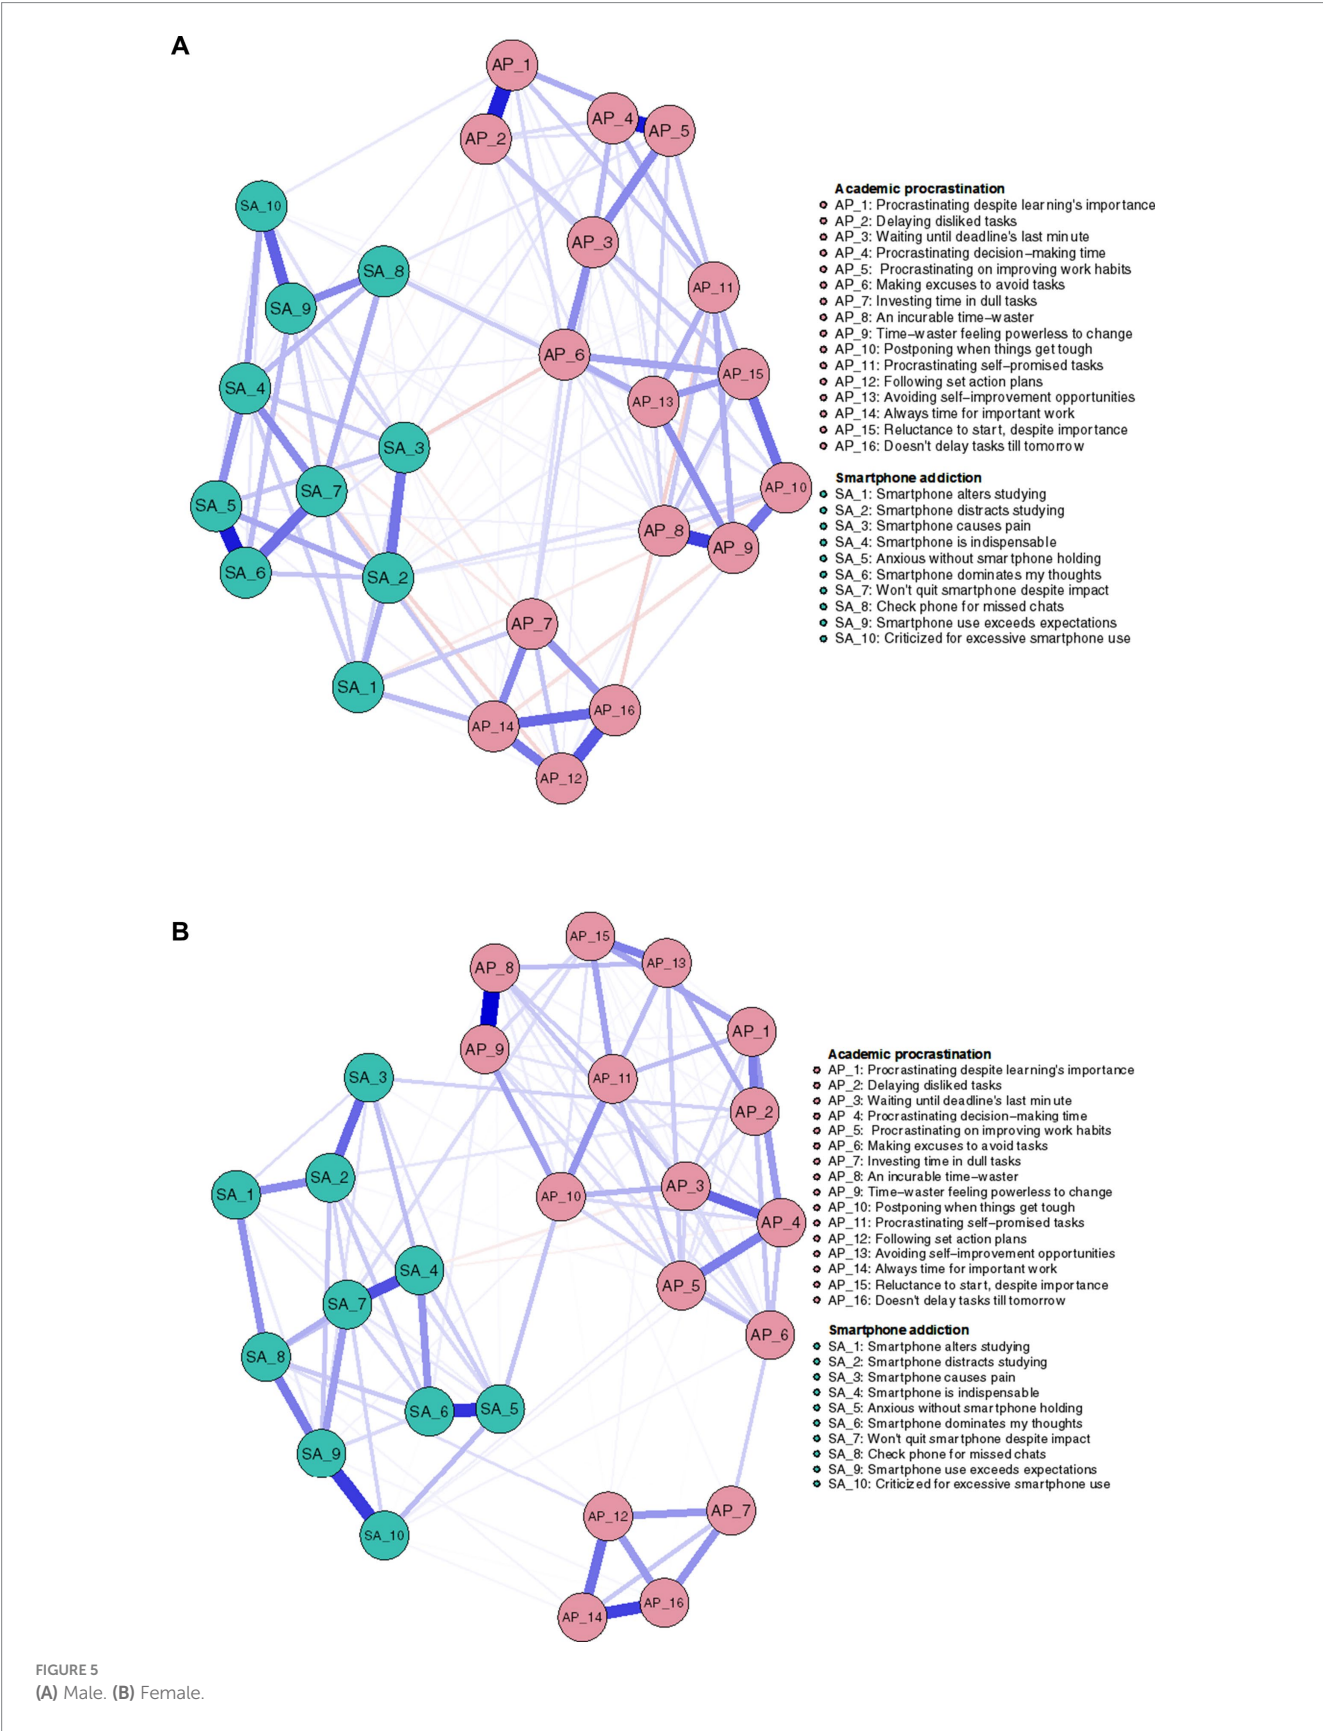 A
AP_1
AP_4
AP_5
AP_2
SA_10
AP_3
SA_8
AP_11
SA_9
AP_6
AP_15
SA_4
AP_13
SA_3
SA_7
AP_10
SA_5
AP_8
AP_9
SA_6
SA_2
AP_7
SA_1
AP_16
AP_14
AP_12
Academic procrastination
AP_1: Procrastinating despite learning's importance
AP_2: Delaying disliked tasks
AP_3: Waiting until deadline's last minute
AP_4: Procrastinating decision−making time
AP_5: Procrastinating on improving work habits
AP_6: Making excuses to avoid tasks
AP_7: Investing time in dull tasks
AP_8: An incurable time−waster
AP_9: Time−waster feeling powerless to change
AP_10: Postponing when things get tough
AP_11: Procrastinating self−promised tasks
AP_12: Following set action plans
AP_13: Avoiding self−improvement opportunities
AP_14: Always time for important work
AP_15: Reluctance to start, despite importance
AP_16: Doesn't delay tasks till tomorrow
Smartphone addiction
SA_1: Smartphone alters studying
SA_2: Smartphone distracts studying
SA_3: Smartphone causes pain
SA_4: Smartphone is indispensable
SA_5: Anxious without smartphone holding
SA_6: Smartphone dominates my thoughts
SA_7: Won't quit smartphone despite impact
SA_8: Check phone for missed chats
SA_9: Smartphone use exceeds expectations
SA_10: Criticized for excessive smartphone use
B
AP_15
AP_13
AP_8
AP_1
AP_9
AP_11
SA_3
AP_2
SA_2
AP_3
SA_1
AP_10
AP_4
SA_4
AP_5
SA_7
AP_6
SA_8
SA_6
SA_5
SA_9
AP_7
AP_12
SA_10
AP_16
AP_14
Academic procrastination
AP_1: Procrastinating despite learning's importance
AP_2: Delaying disliked tasks
AP_3: Waiting until deadline's last minute
AP_4: Procrastinating decision−making time
AP_5: Procrastinating on improving work habits
AP_6: Making excuses to avoid tasks
AP_7: Investing time in dull tasks
AP_8: An incurable time−waster
AP_9: Time−waster feeling powerless to change
AP_10: Postponing when things get tough
AP_11: Procrastinating self−promised tasks
AP_12: Following set action plans
AP_13: Avoiding self−improvement opportunities
AP_14: Always time for important work
AP_15: Reluctance to start, despite importance
AP_16: Doesn't delay tasks till tomorrow
Smartphone addiction
SA_1: Smartphone alters studying
SA_2: Smartphone distracts studying
SA_3: Smartphone causes pain
SA_4: Smartphone is indispensable
SA_5: Anxious without smartphone holding
SA_6: Smartphone dominates my thoughts
SA_7: Won't quit smartphone despite impact
SA_8: Check phone for missed chats
SA_9: Smartphone use exceeds expectations
SA_10: Criticized for excessive smartphone use
FIGURE 5
(A) Male. (B) Female.